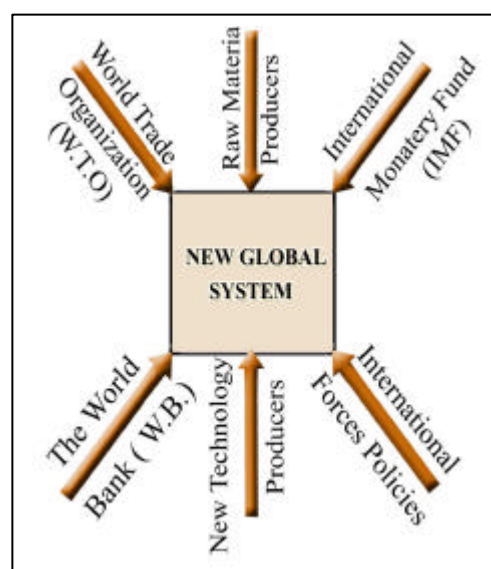 World Trade
Organization
(W.T.O)
Raw Materia
Producers
International
Monatery Fund
(IMF)
NEW GLOBAL
SYSTEM
The World
Bank ( W.B.)
New Technology
Producers
International
Forces Policies